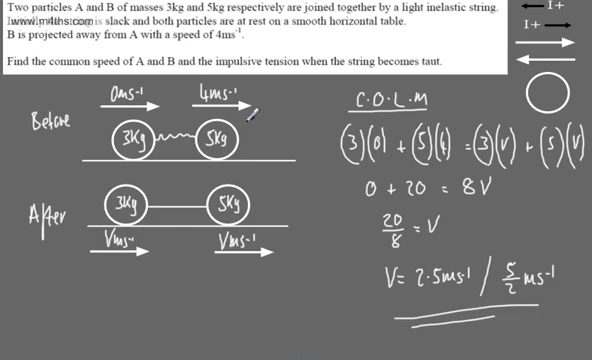 Two particles A and B of masses 3kg and 5kg respectively are joined together by a light inelastic string.
Initially the string is slack and both particles are at rest on a smooth horizontal table.
B is projected away from A with a speed of 4ms⁻¹.
Find the common speed of A and B and the impulsive tension when the string becomes taut.
I+
I+
0ms⁻¹ 4ms⁻¹
Before 3kg 5kg
After 3kg 5kg
Vms⁻¹ Vms⁻¹
C.O.L.M
(3)(0) + (5)(4) = (3)(V) + (5)(V)
0 + 20 = 8V
20/8 = V
V = 2.5ms⁻¹ / 5/2 ms⁻¹